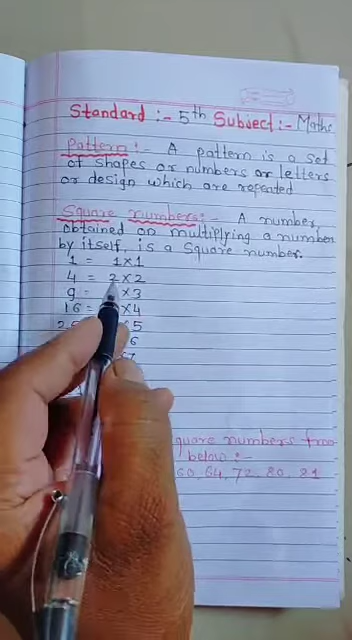 Standard :- 5th Subject :- Maths
Pattern :- A pattern is a set
of shapes or numbers or letters
or design which are repeated
Square numbers :- A number,
obtained on multiplying a number
by itself, is a square number.
1 = 1×1
4 = 2×2
9 = ×3
16 = ×4
×5
6
×7
quare numbers from
below :-
60, 64, 72, 80, 81